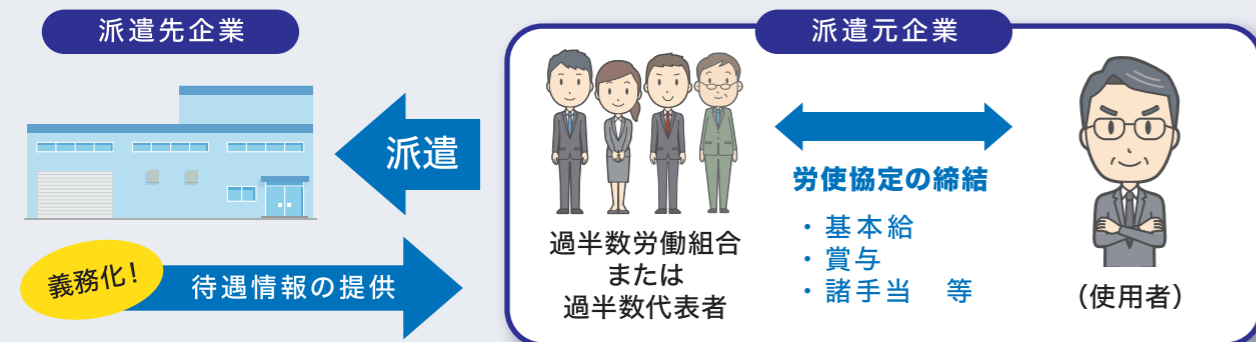 派遣先企業
派遣
義務化!
待遇情報の提供
派遣元企業
過半数労働組合
または
過半数代表者
労使協定の締結
・基本給
・賞与
・諸手当　等
(使用者)